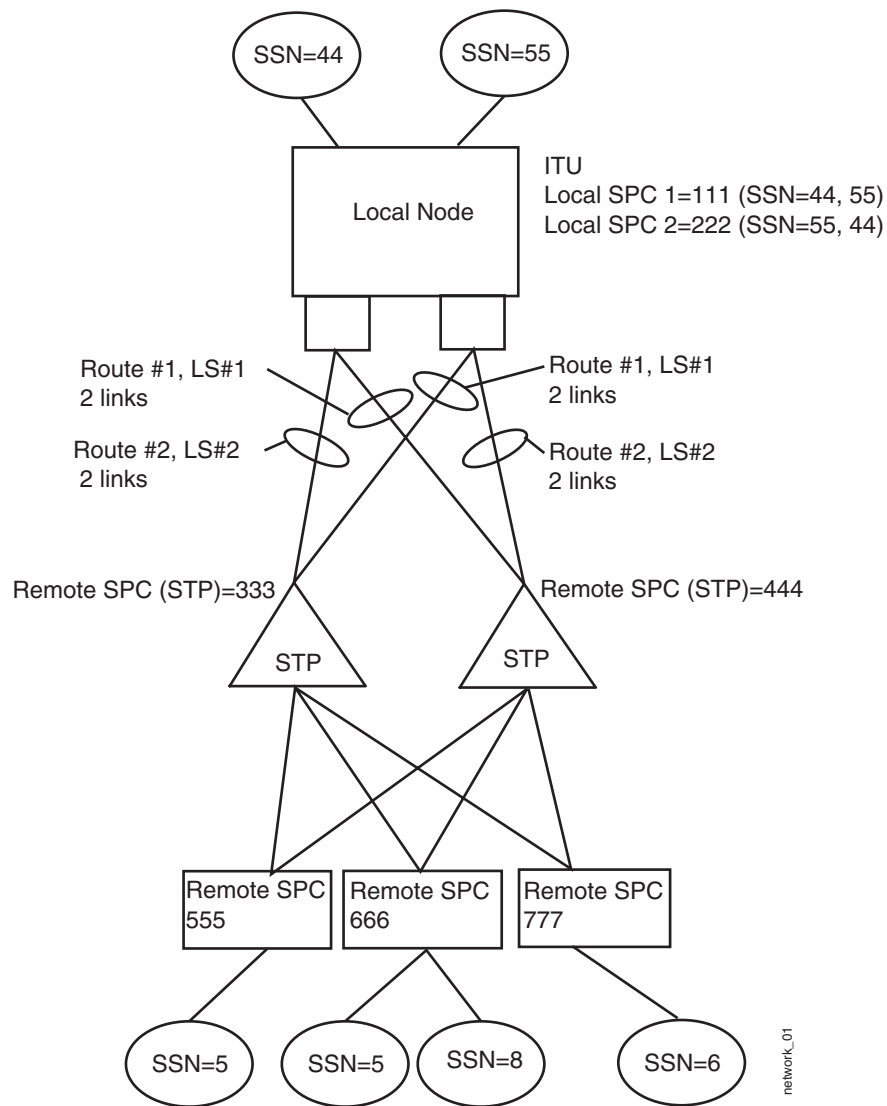 SSN=44
SSN=55
Local Node
ITU
Local SPC 1=111 (SSN=44, 55)
Local SPC 2=222 (SSN=55, 44)
Route #1, LS#1
2 links
Route #1, LS#1
2 links
Route #2, LS#2
2 links
Route #2, LS#2
2 links
Remote SPC (STP)=333
Remote SPC (STP)=444
STP
STP
Remote SPC
555
Remote SPC
666
Remote SPC
777
SSN=5
SSN=5
SSN=8
SSN=6
network_01